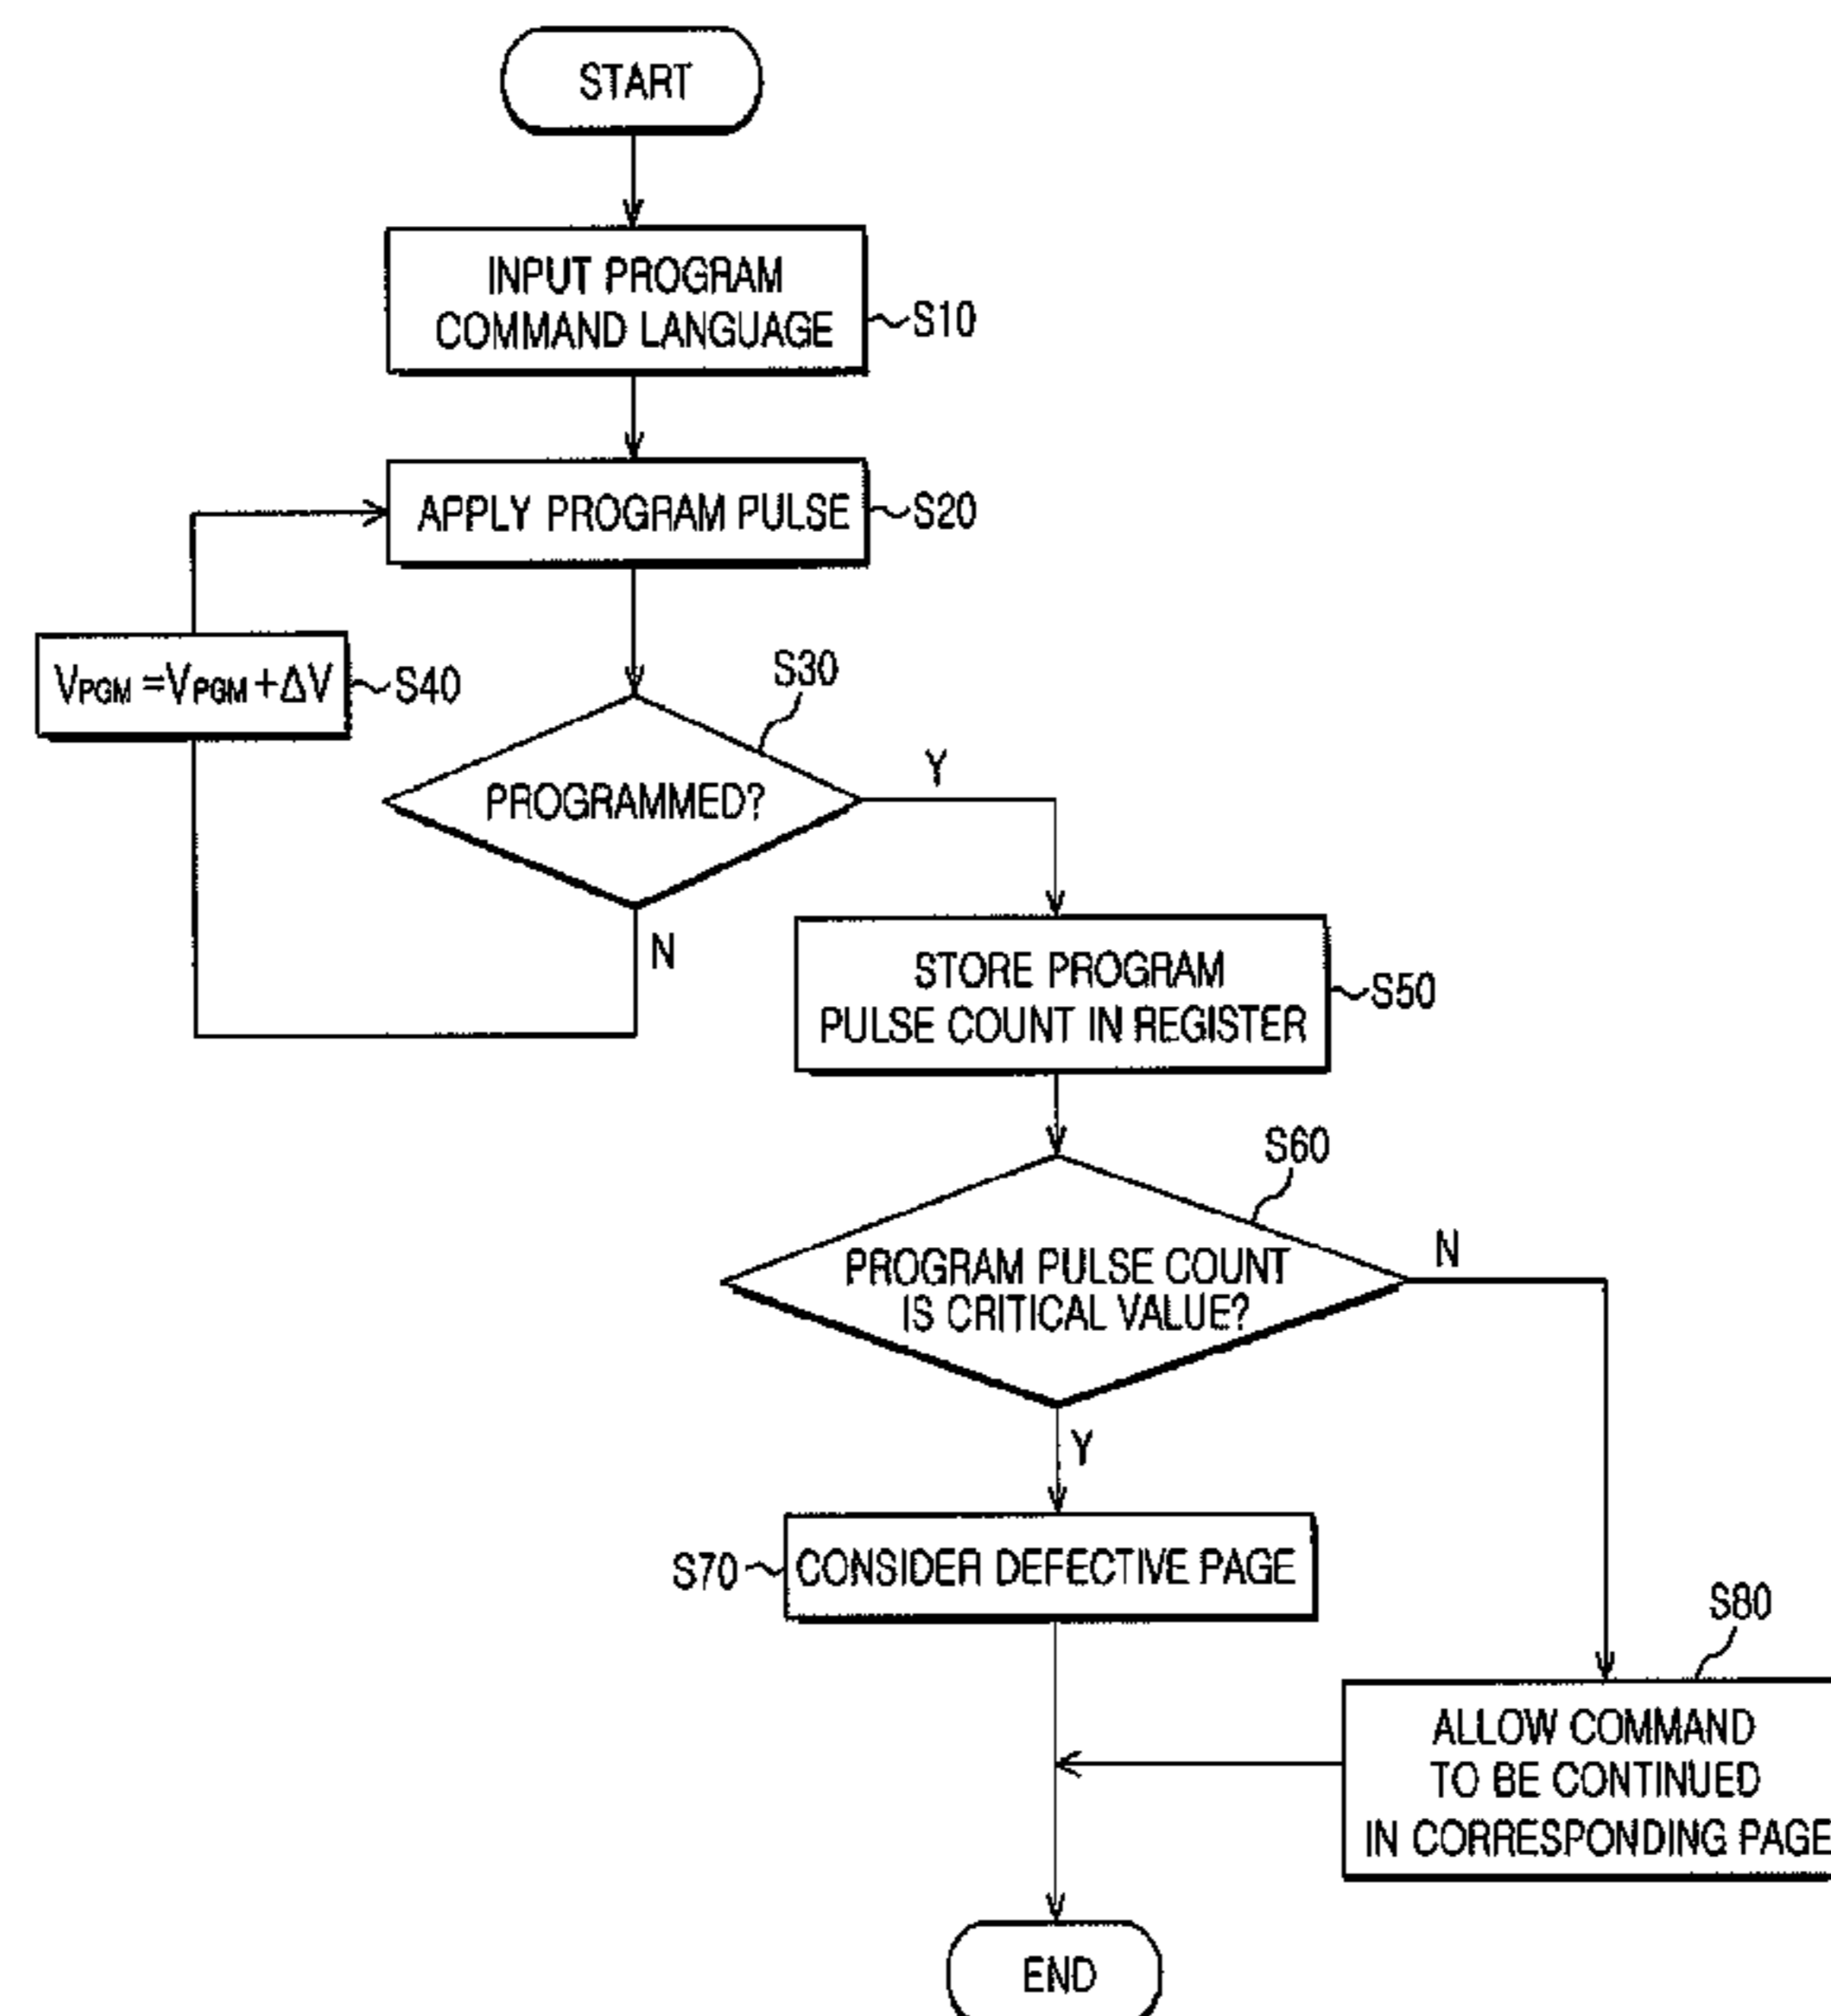 START
INPUT PROGRAM
COMMAND LANGUAGE
S10
APPLY PROGRAM PULSE
S20
VPGM =VPGM +ΔV
S40
S30
PROGRAMMED?
Y
N
STORE PROGRAM
PULSE COUNT IN REGISTER
S50
S60
PROGRAM PULSE COUNT
IS CRITICAL VALUE?
N
Y
S70
CONSIDER DEFECTIVE PAGE
S80
ALLOW COMMAND
TO BE CONTINUED
IN CORRESPONDING PAGE
END